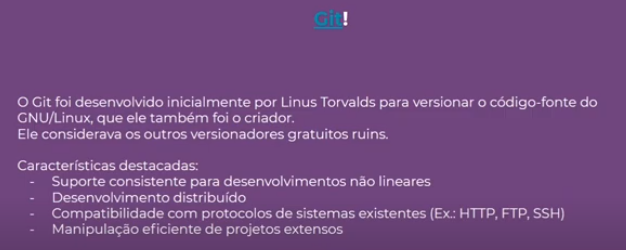 Git!
O Git foi desenvolvido inicialmente por Linus Torvalds para versionar o código-fonte do
GNU/Linux, que ele também foi o criador.
Ele considerava os outros versionadores gratuitos ruins.
Características destacadas:
- Suporte consistente para desenvolvimentos não lineares
- Desenvolvimento distribuído
- Compatibilidade com protocolos de sistemas existentes (Ex.: HTTP, FTP, SSH)
- Manipulação eficiente de projetos extensos